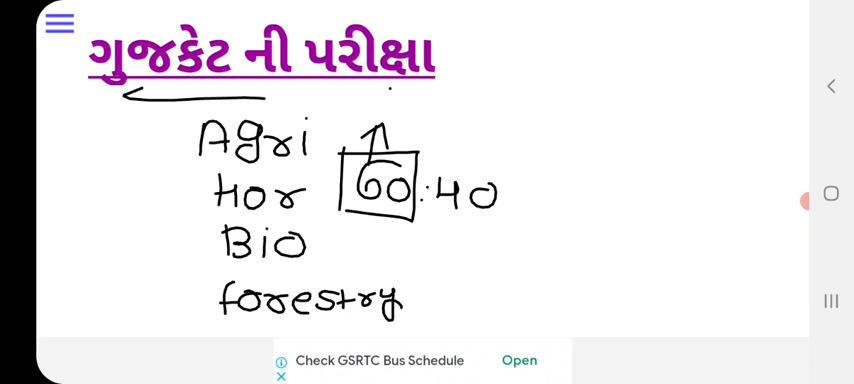 ગુજકેટ ની પરીક્ષા
Agri
Hor 60:40
Bio
forestry
Check GSRTC Bus Schedule Open